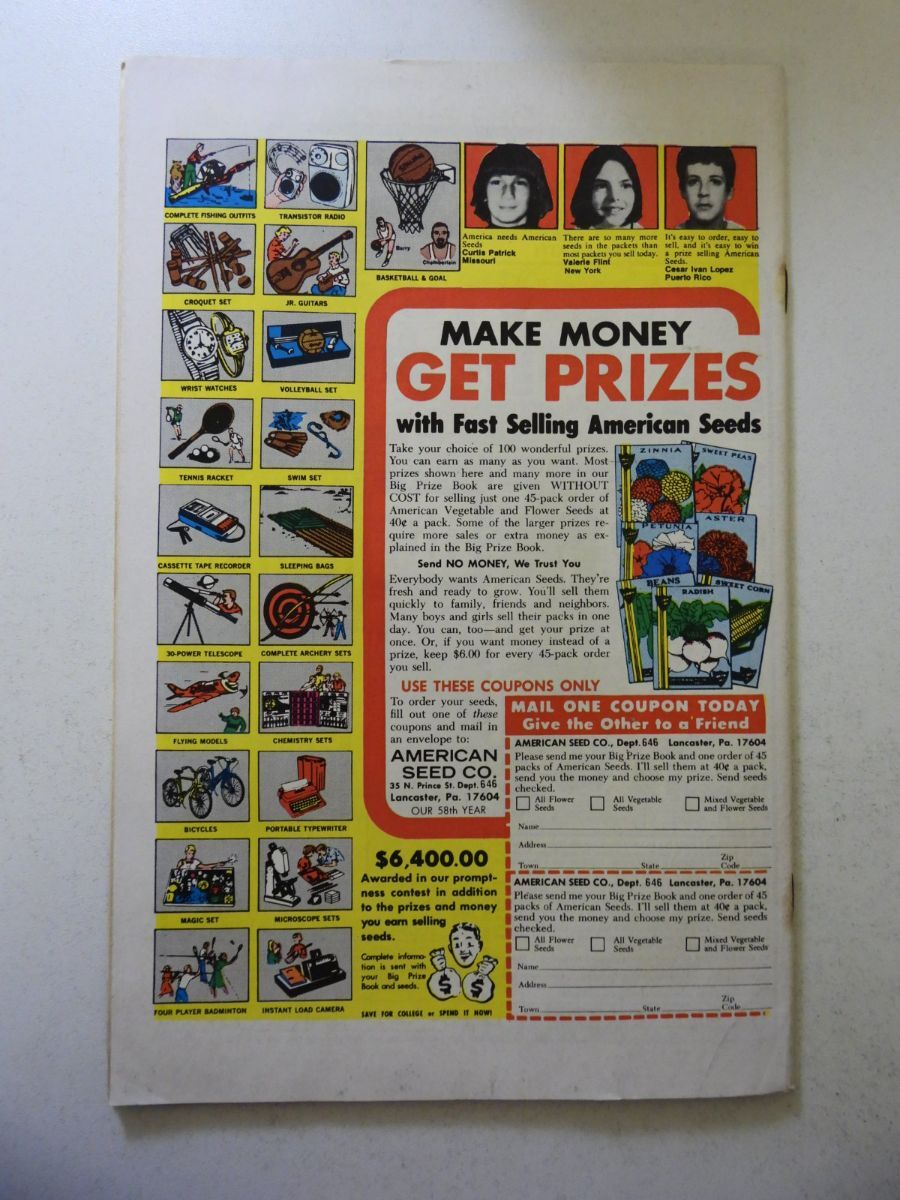 COMPLETE FISHING OUTFITS
TRANSISTOR RADIO
CROQUET SET
JR. GUITARS
WRIST WATCHES
VOLLEYBALL SET
TENNIS RACKET
SWIM SET
CASSETTE TAPE RECORDER
SLEEPING BAGS
30-POWER TELESCOPE
COMPLETE ARCHERY SETS
FLYING MODELS
CHEMISTRY SETS
BICYCLES
PORTABLE TYPEWRITER
MAGIC SET
MICROSCOPE SETS
FOUR PLAYER BADMINTON
INSTANT LOAD CAMERA
Barry
Chamberlain
BASKETBALL & GOAL
America needs American
Seeds
Curtis Patrick
Missouri
There are so many more
seeds in the packets than
most packets you sell today.
Valerie Flint
New York
It's easy to order, easy to
sell, and it's easy to win
a prize selling American
Seeds.
Cesar Ivan Lopez
Puerto Rico
MAKE MONEY
GET PRIZES
with Fast Selling American Seeds
Take your choice of 100 wonderful prizes.
You can earn as many as you want. Most
prizes shown here and many more in our
Big Prize Book are given WITHOUT
COST for selling just one 45-pack order of
American Vegetable and Flower Seeds at
40¢ a pack. Some of the larger prizes re-
quire more sales or extra money as ex-
plained in the Big Prize Book.
Send NO MONEY, We Trust You
Everybody wants American Seeds. They're
fresh and ready to grow. You'll sell them
quickly to family, friends and neighbors.
Many boys and girls sell their packs in one
day. You can, too—and get your prize at
once. Or, if you want money instead of a
prize, keep $6.00 for every 45-pack order
you sell.
ZINNIA
SWEET PEAS
PETUNIA
ASTER
BEANS
RADISH
SWEET CORN
USE THESE COUPONS ONLY
To order your seeds,
fill out one of these
coupons and mail in
an envelope to:
AMERICAN
SEED CO.
35 N. Prince St. Dept. 646
Lancaster, Pa. 17604
OUR 58th YEAR
MAIL ONE COUPON TODAY
Give the Other to a Friend
AMERICAN SEED CO., Dept. 646 Lancaster, Pa. 17604
Please send me your Big Prize Book and one order of 45
packs of American Seeds. I'll sell them at 40¢ a pack,
send you the money and choose my prize. Send seeds
checked.
All Flower Seeds
All Vegetable Seeds
Mixed Vegetable and Flower Seeds
Name
Address
Town State Zip Code
AMERICAN SEED CO., Dept. 646 Lancaster, Pa. 17604
Please send me your Big Prize Book and one order of 45
packs of American Seeds. I'll sell them at 40¢ a pack,
send you the money and choose my prize. Send seeds
checked.
All Flower Seeds
All Vegetable Seeds
Mixed Vegetable and Flower Seeds
Name
Address
Town State Zip Code
$6,400.00
Awarded in our prompt-
ness contest in addition
to the prizes and money
you earn selling
seeds.
Complete informa-
tion is sent with
your Big Prize
Book and seeds.
$ $
SAVE FOR COLLEGE or SPEND IT NOW!